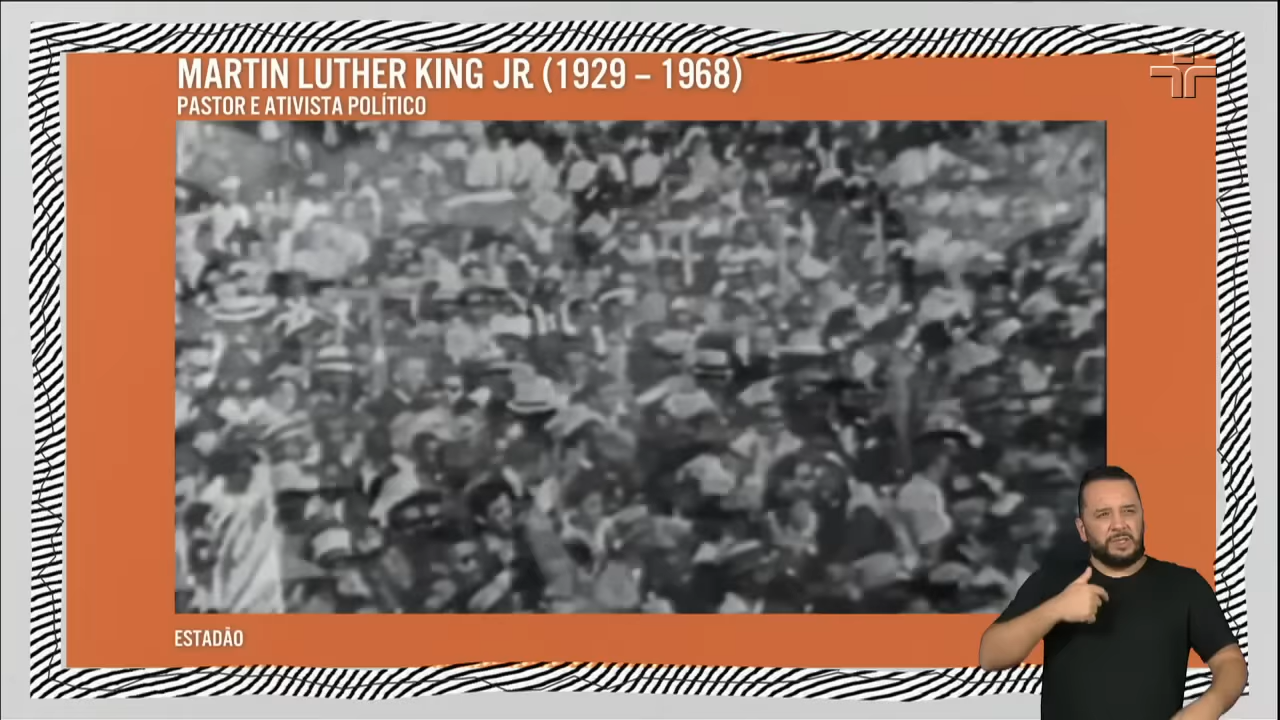 MARTIN LUTHER KING JR. (1929 – 1968)
PASTOR E ATIVISTA POLÍTICO
ESTADÃO